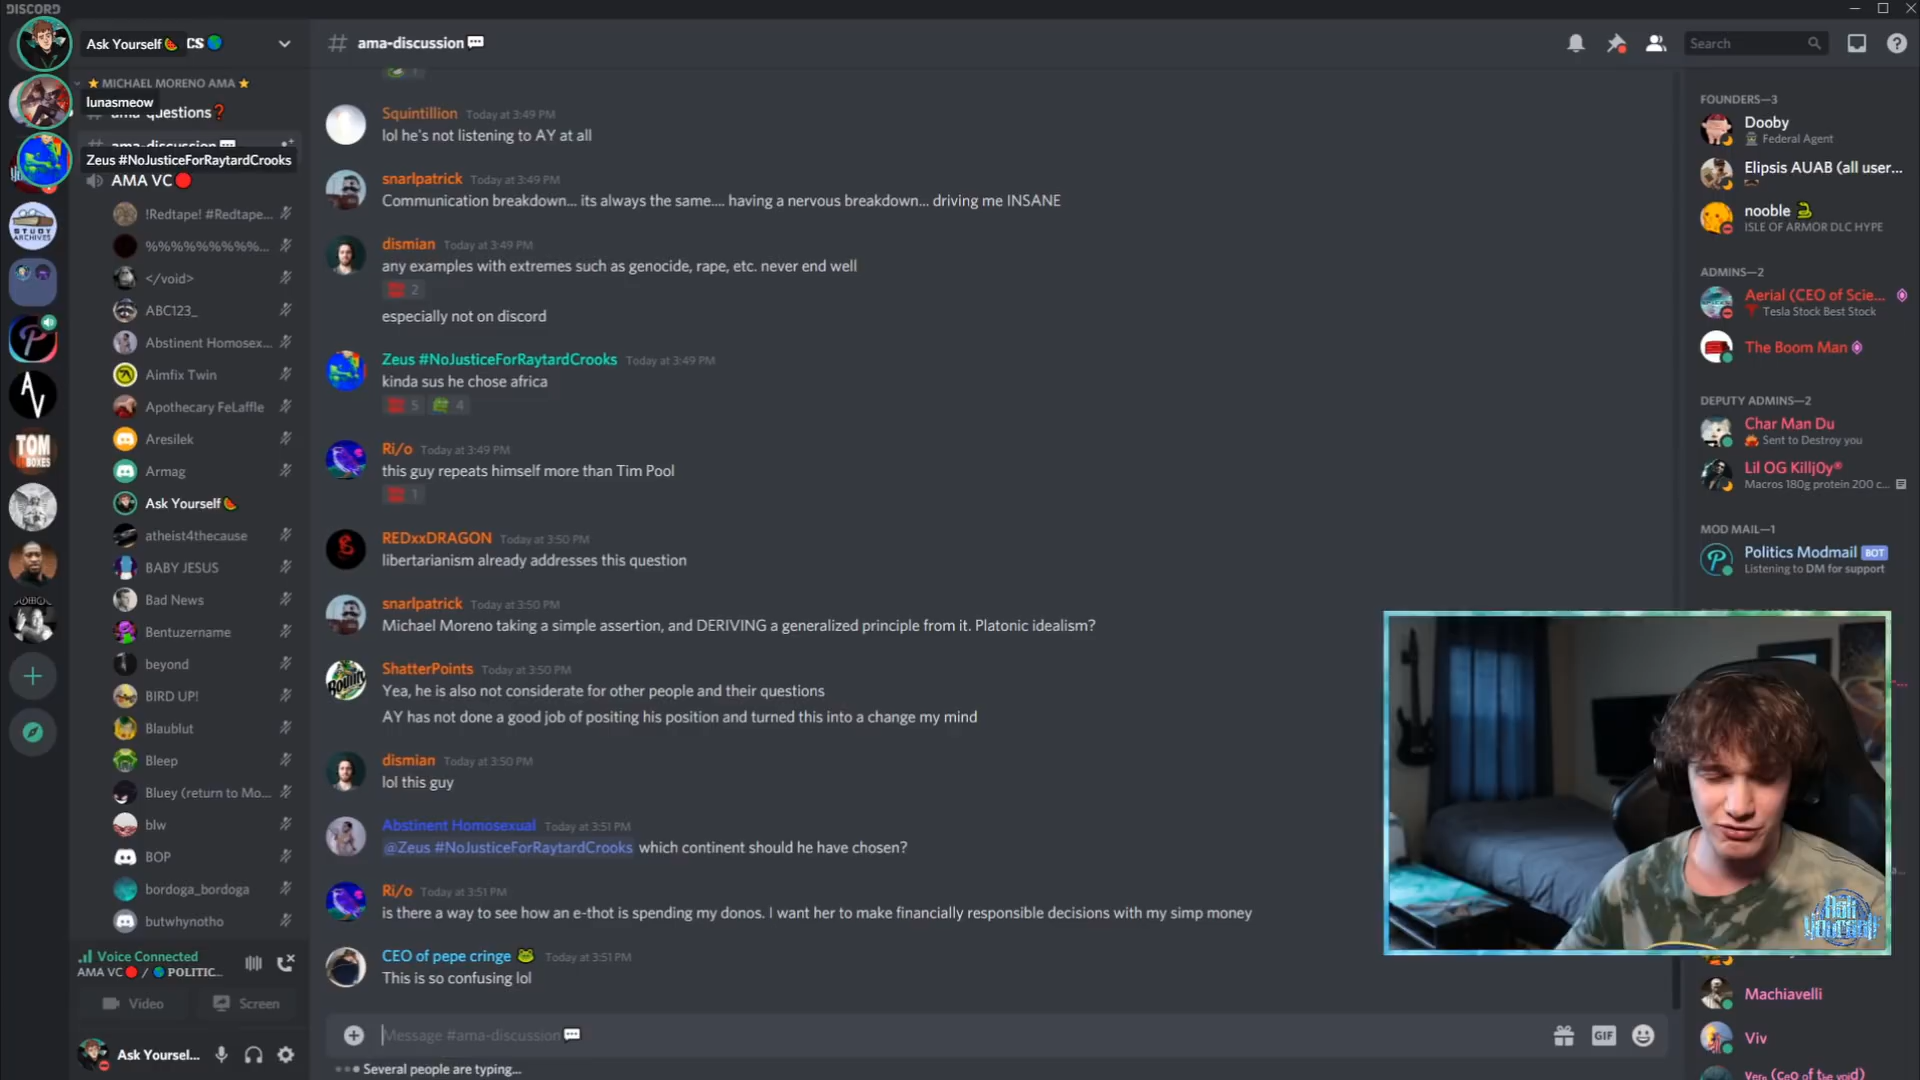 DISCORD
Ask Yourself🍉
CS🌎
⭐ MICHAEL MORENO AMA ⭐
lunasmeow
ama-questions❓
ama-discussion💬
Zeus #NoJusticeForRaytardCrooks
AMA VC🔴
!Redtape! #Redtape...
%%%%%%%%%%...
</void>
ABC123_
Abstinent Homosex...
Aimfix Twin
Apothecary FeLaffle
Aresilek
Armag
Ask Yourself🍉
atheist4thecause
BABY JESUS
Bad News
Bentuzername
beyond
BIRD UP!
Blaublut
Bleep
Bluey (return to Mo...
blw
BOP
bordoga_bordoga
butwhynotho
Voice Connected
AMA VC🔴 / 🌎 POLITIC...
Video
Screen
Ask Yoursel...
STUDY
ARCHIVES
TOM
BOXES
# ama-discussion💬
Search
1
Squintillion Today at 3:49 PM
lol he's not listening to AY at all
snarlpatrick Today at 3:49 PM
Communication breakdown... its always the same.... having a nervous breakdown... driving me INSANE
dismian Today at 3:49 PM
any examples with extremes such as genocide, rape, etc. never end well
2
especially not on discord
Zeus #NoJusticeForRaytardCrooks Today at 3:49 PM
kinda sus he chose africa
5 4
Ri/o Today at 3:49 PM
this guy repeats himself more than Tim Pool
1
REDxxDRAGON Today at 3:50 PM
libertarianism already addresses this question
snarlpatrick Today at 3:50 PM
Michael Moreno taking a simple assertion, and DERIVING a generalized principle from it. Platonic idealism?
ShatterPoints Today at 3:50 PM
Yea, he is also not considerate for other people and their questions
AY has not done a good job of positing his position and turned this into a change my mind
dismian Today at 3:50 PM
lol this guy
Abstinent Homosexual Today at 3:51 PM
@Zeus #NoJusticeForRaytardCrooks which continent should he have chosen?
Ri/o Today at 3:51 PM
is there a way to see how an e-thot is spending my donos. I want her to make financially responsible decisions with my simp money
CEO of pepe cringe 🐸 Today at 3:51 PM
This is so confusing lol
Message #ama-discussion💬
GIF
Several people are typing...
FOUNDERS—3
Dooby
Federal Agent
Elipsis AUAB (all user...
nooble 🐍
ISLE OF ARMOR DLC HYPE
ADMINS—2
Aerial (CEO of Scie...
Tesla Stock Best Stock
The Boom Man
DEPUTY ADMINS—2
Char Man Du
Sent to Destroy you
Lil OG Killj0y®
Macros 180g protein 200 c...
MOD MAIL—1
Politics Modmail BOT
Listening to DM for support
Ask
Yourself
Machiavelli
Viv
Vera (Ceo of the void)